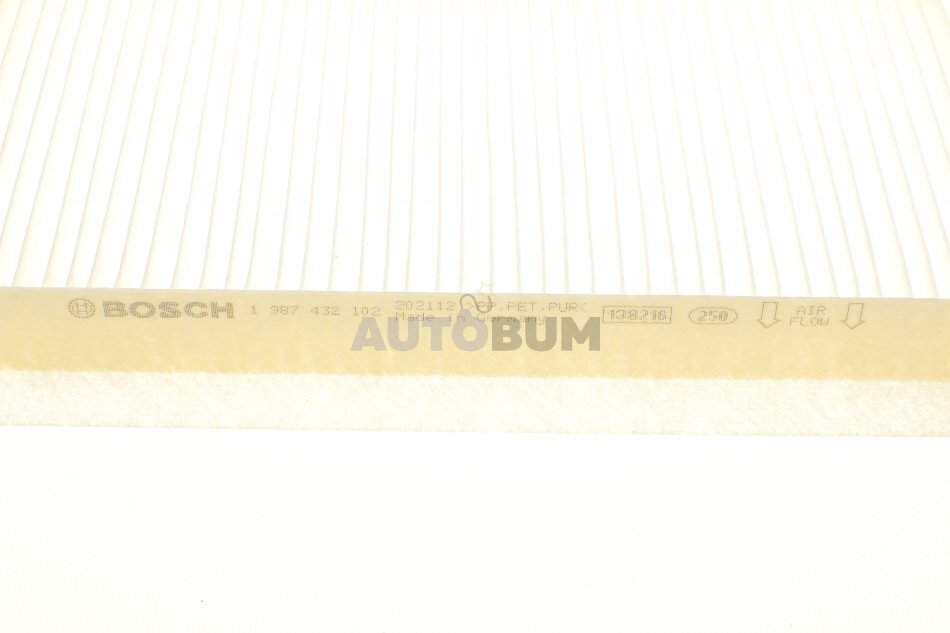 BOSCH 1 987 432 102 202112 >PP,PET,PUR< 138216 250 AIR
Made in Germany FLOW
AUTOBUM